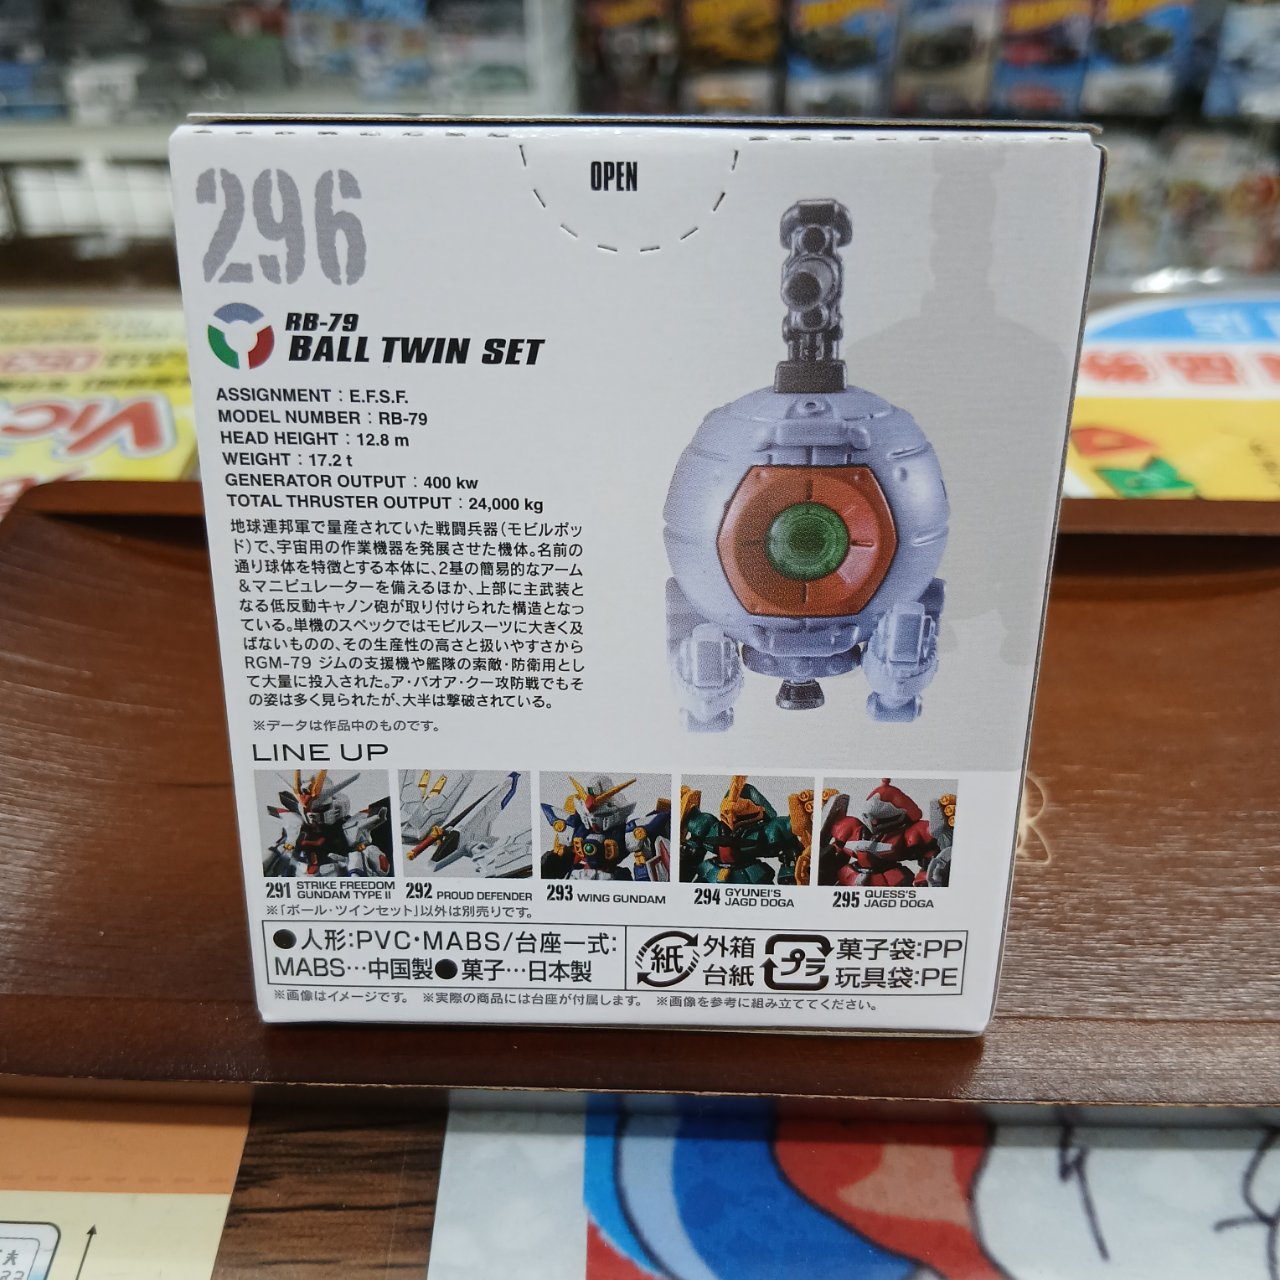 296
OPEN
RB-79
BALL TWIN SET
ASSIGNMENT : E.F.S.F.
MODEL NUMBER : RB-79
HEAD HEIGHT : 12.8 m
WEIGHT : 17.2 t
GENERATOR OUTPUT : 400 kw
TOTAL THRUSTER OUTPUT : 24,000 kg
地球連邦軍で量産されていた戦闘兵器(モビルポッ
ド)で、宇宙用の作業機器を発展させた機体。名前の
通り球体を特徴とする本体に、2基の簡易的なアーム
&マニピュレーターを備えるほか、上部に主武装と
なる低反動キャノン砲が取り付けられた構造となっ
ている。単機のスペックではモビルスーツに大きく及
ばないものの、その生産性の高さと扱いやすさから
RGM-79 ジムの支援機や艦隊の索敵・防衛用とし
て大量に投入された。ア・バオア・クー攻防戦でもそ
の姿は多く見られたが、大半は撃破されている。
※データは作品中のものです。
LINE UP
291 STRIKE FREEDOM GUNDAM TYPE II
292 PROUD DEFENDER
293 WING GUNDAM
294 GYUNEI'S JAGD DOGA
295 QUESS'S JAGD DOGA
※「ボール・ツインセット」以外は別売りです。
●人形:PVC・MABS/台座一式:
MABS…中国製●菓子…日本製
紙 外箱 台紙
プラ 菓子袋:PP
玩具袋:PE
※画像はイメージです。 ※実際の商品には台座が付属します。 ※画像を参考に組み立ててください。
Vic